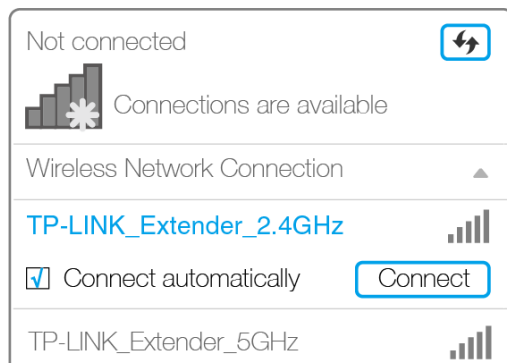 Not connected
Connections are available
Wireless Network Connection
TP-LINK_Extender_2.4GHz
Connect automatically Connect
TP-LINK_Extender_5GHz